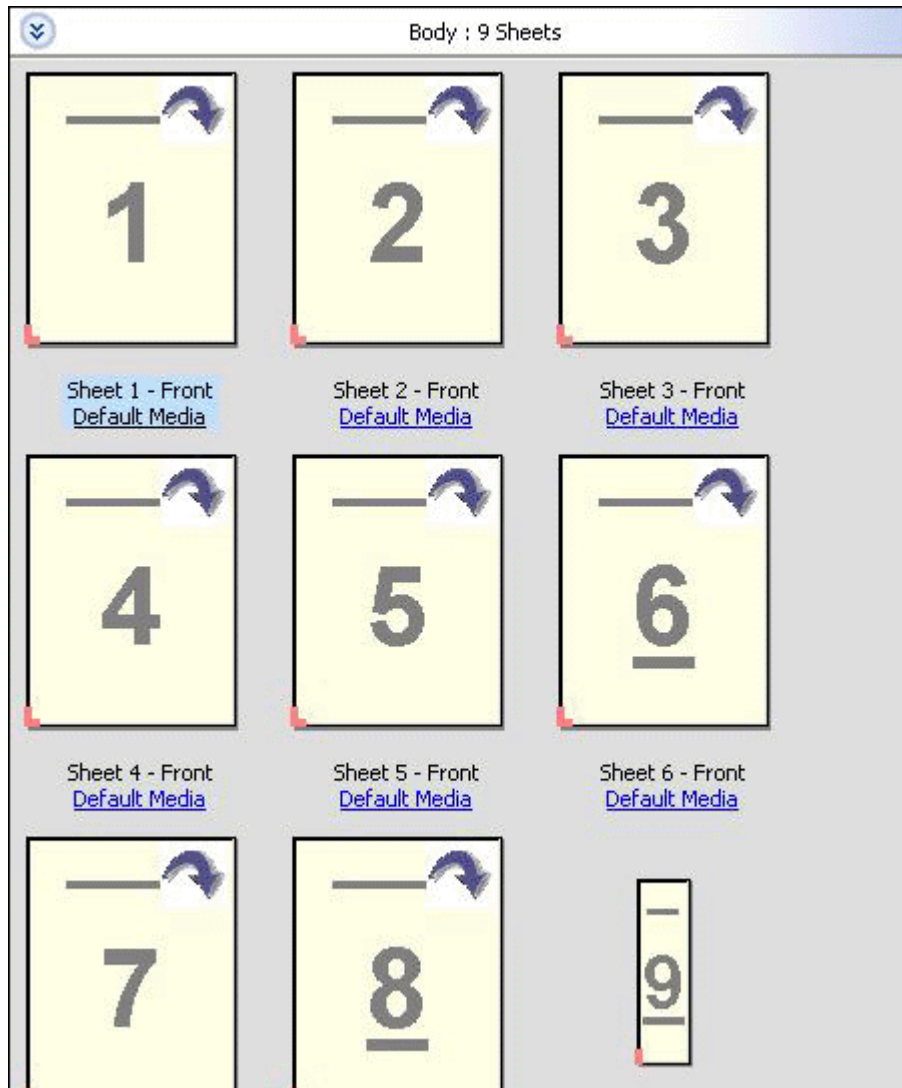 Body : 9 Sheets
1 2 3
Sheet 1 - Front Sheet 2 - Front Sheet 3 - Front
Default Media Default Media Default Media
4 5 6
Sheet 4 - Front Sheet 5 - Front Sheet 6 - Front
Default Media Default Media Default Media
7 8 9